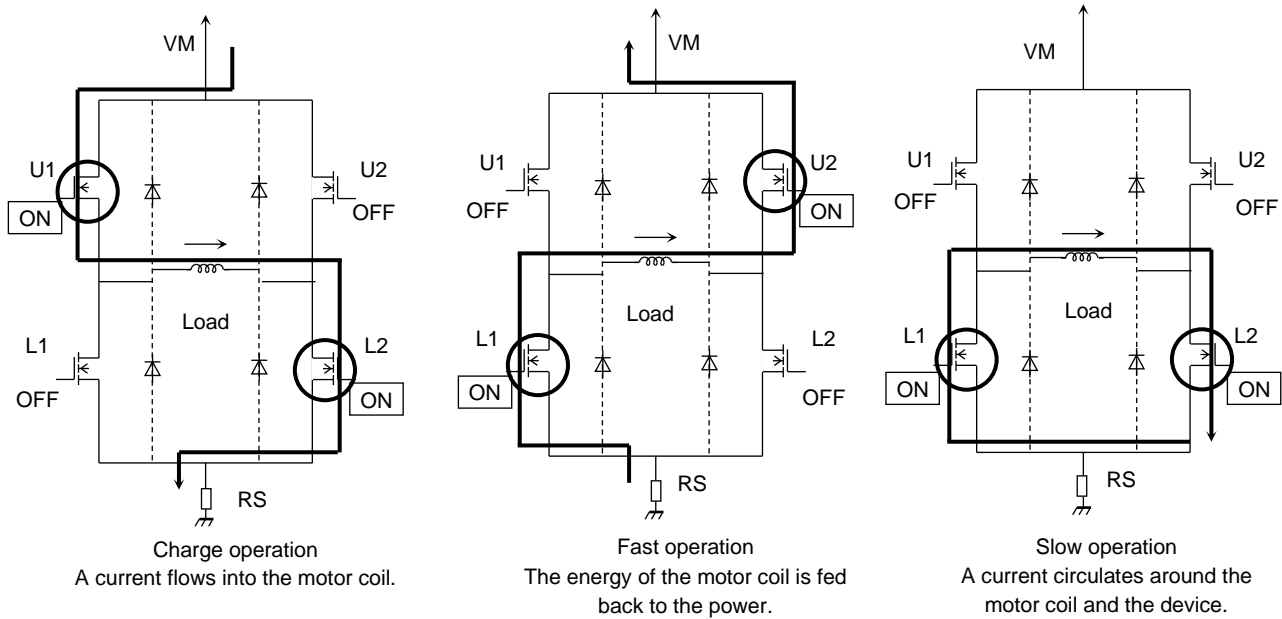 VM
U1
U2
ON
OFF
Load
L1
L2
OFF
ON
RS
Charge operation
A current flows into the motor coil.
VM
U1
U2
OFF
ON
Load
L1
L2
ON
OFF
RS
Fast operation
The energy of the motor coil is fed
back to the power.
VM
U1
U2
OFF
OFF
Load
L1
L2
ON
ON
RS
Slow operation
A current circulates around the
motor coil and the device.